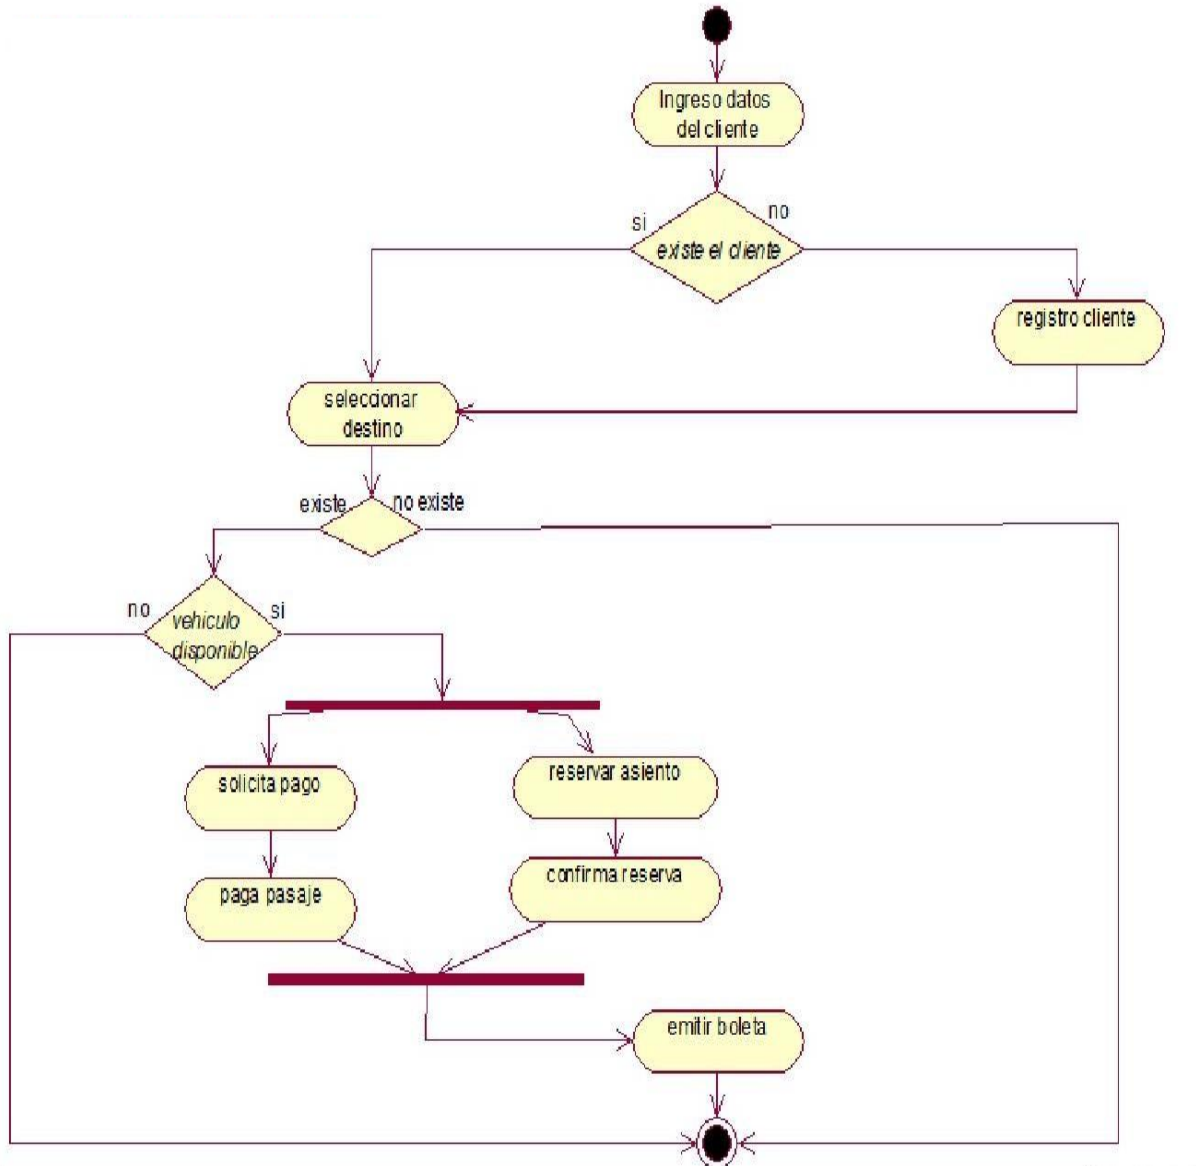 Ingreso datos
del cliente
si
no
existe el cliente
registro cliente
seleccionar
destino
existe
no existe
no
si
vehiculo
disponible
solicita pago
reservar asiento
paga pasaje
confirma reserva
emitir boleta